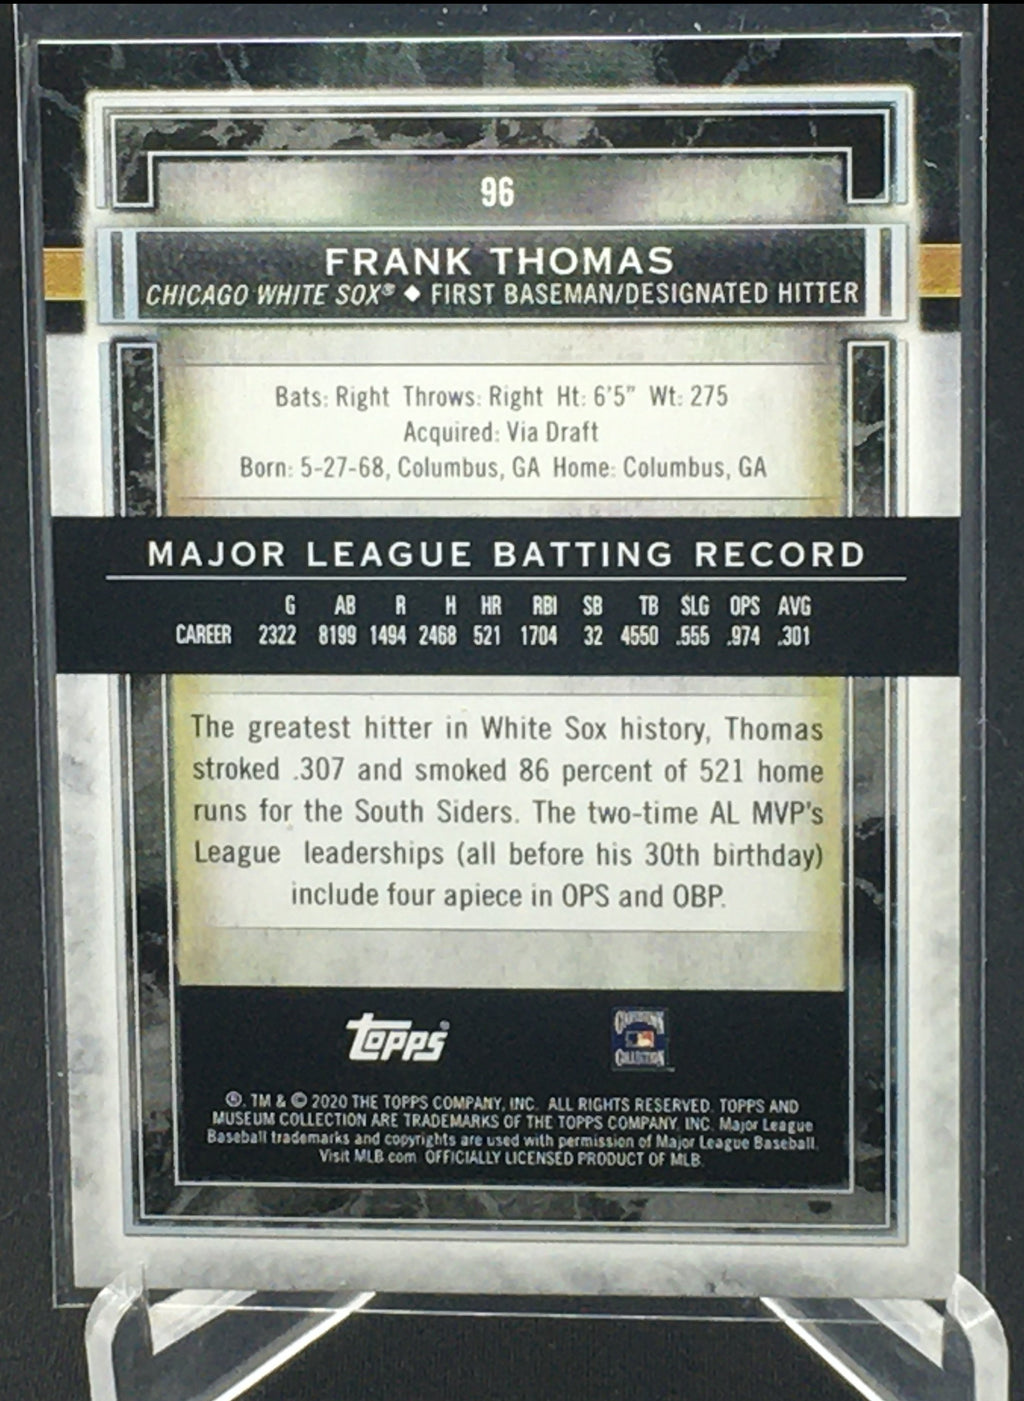 96
FRANK THOMAS
CHICAGO WHITE SOX® ◆ FIRST BASEMAN/DESIGNATED HITTER
Bats: Right Throws: Right Ht: 6'5" Wt: 275
Acquired: Via Draft
Born: 5-27-68, Columbus, GA Home: Columbus, GA
MAJOR LEAGUE BATTING RECORD
G AB R H HR RBI SB TB SLG OPS AVG
CAREER 2322 8199 1494 2468 521 1704 32 4550 .555 .974 .301
The greatest hitter in White Sox history, Thomas
stroked .307 and smoked 86 percent of 521 home
runs for the South Siders. The two-time AL MVP's
League leaderships (all before his 30th birthday)
include four apiece in OPS and OBP.
Topps®
COOPERSTOWN
COLLECTION
®, TM & © 2020 THE TOPPS COMPANY, INC. ALL RIGHTS RESERVED. TOPPS AND
MUSEUM COLLECTION ARE TRADEMARKS OF THE TOPPS COMPANY, INC. Major League
Baseball trademarks and copyrights are used with permission of Major League Baseball.
Visit MLB.com. OFFICIALLY LICENSED PRODUCT OF MLB.